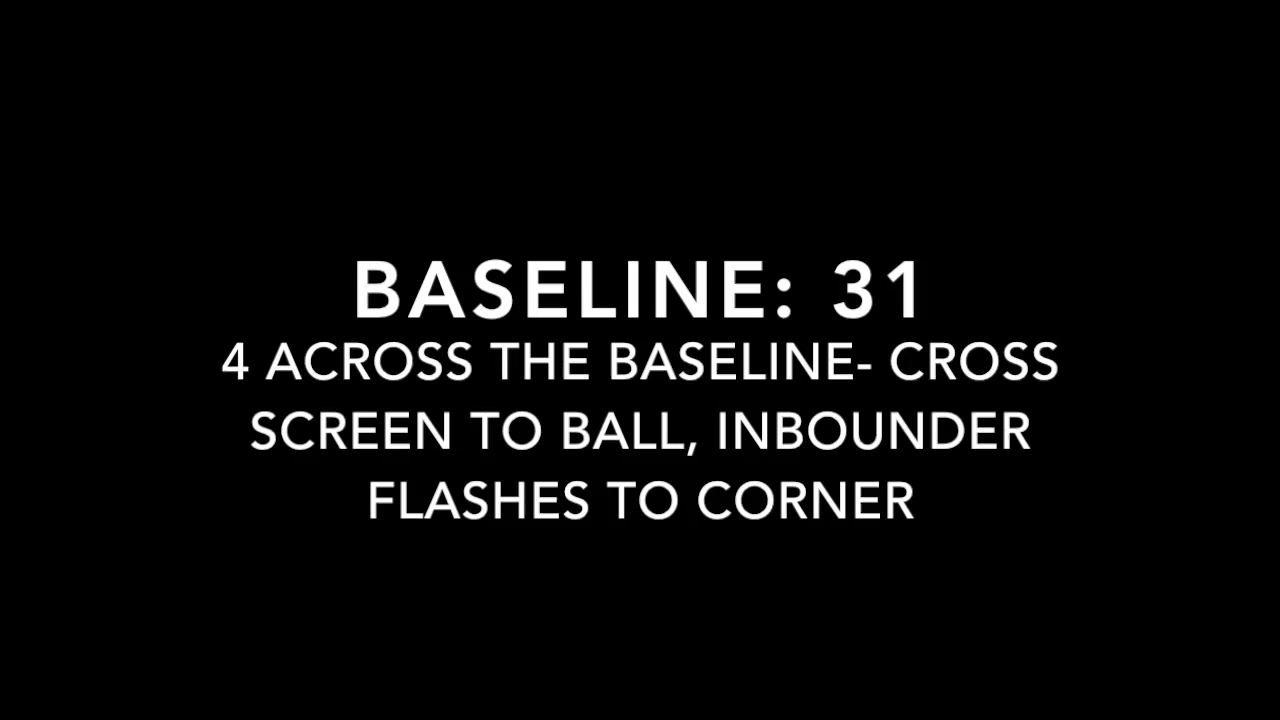 BASELINE: 31
4 ACROSS THE BASELINE- CROSS
SCREEN TO BALL, INBOUNDER
FLASHES TO CORNER